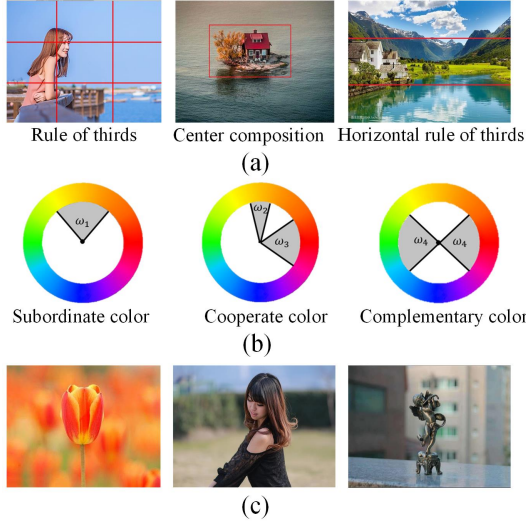 Rule of thirds
Center composition
Horizontal rule of thirds
(a)
ω₁
ω₂
ω₃
ω₄
ω₄
Subordinate color
Cooperate color
Complementary color
(b)
(c)